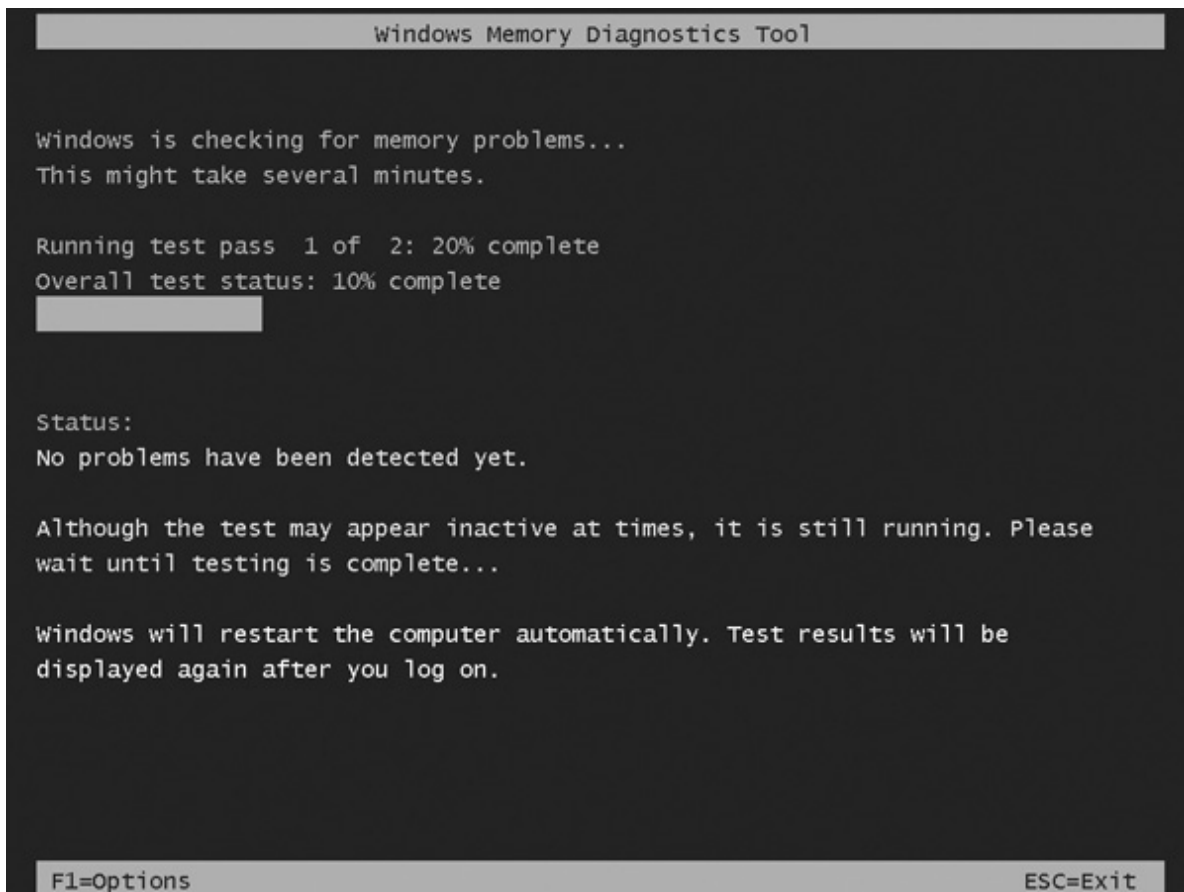 Windows Memory Diagnostics Tool
Windows is checking for memory problems...
This might take several minutes.
Running test pass  1 of  2: 20% complete
Overall test status: 10% complete
Status:
No problems have been detected yet.
Although the test may appear inactive at times, it is still running. Please
wait until testing is complete...
Windows will restart the computer automatically. Test results will be
displayed again after you log on.
F1=Options ESC=Exit